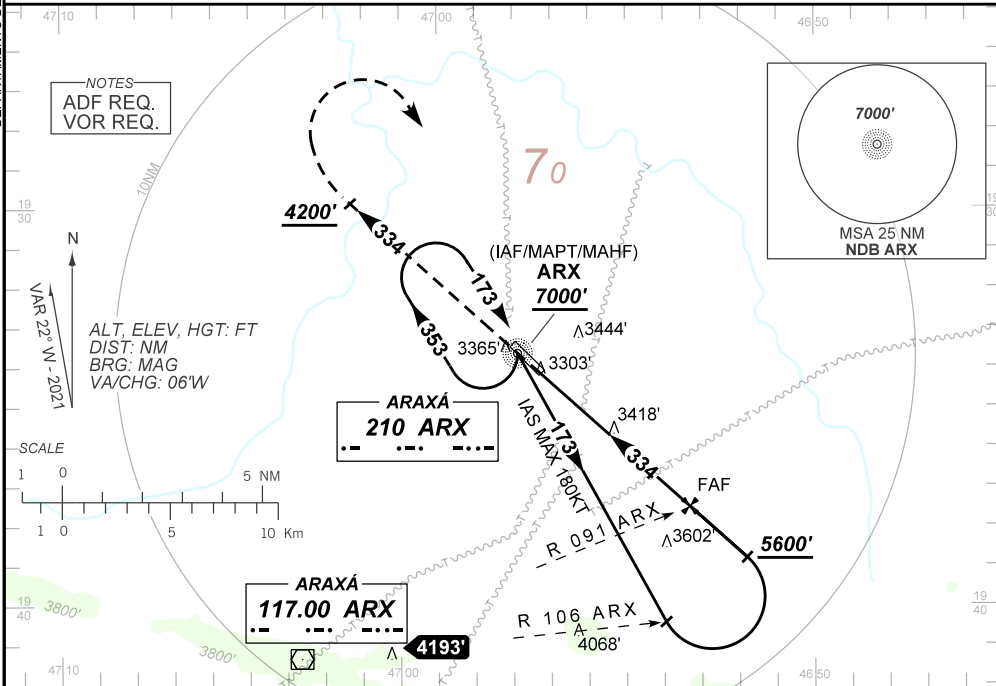 47 10
47 00
46 50
NOTES
ADF REQ.
VOR REQ.
10NM
7000'
MSA 25 NM
NDB ARX
70
19
30
4200'
334
(IAF/MAPT/MAHF)
ARX
7000'
N
VAR 22° W - 2021
ALT, ELEV, HGT: FT
DIST: NM
BRG: MAG
VA/CHG: 06'W
173
353
3365'
3444'
3303'
ARAXÁ
210 ARX
3418'
173
IAS MAX 180KT
334
SCALE
1 0 5 NM
1 0 5 10 Km
FAF
R 091 ARX
3602'
5600'
ARAXÁ
117.00 ARX
R 106 ARX
4068'
4193'
3800'
3800'
19
40
19
40
47 10
47 00
46 50